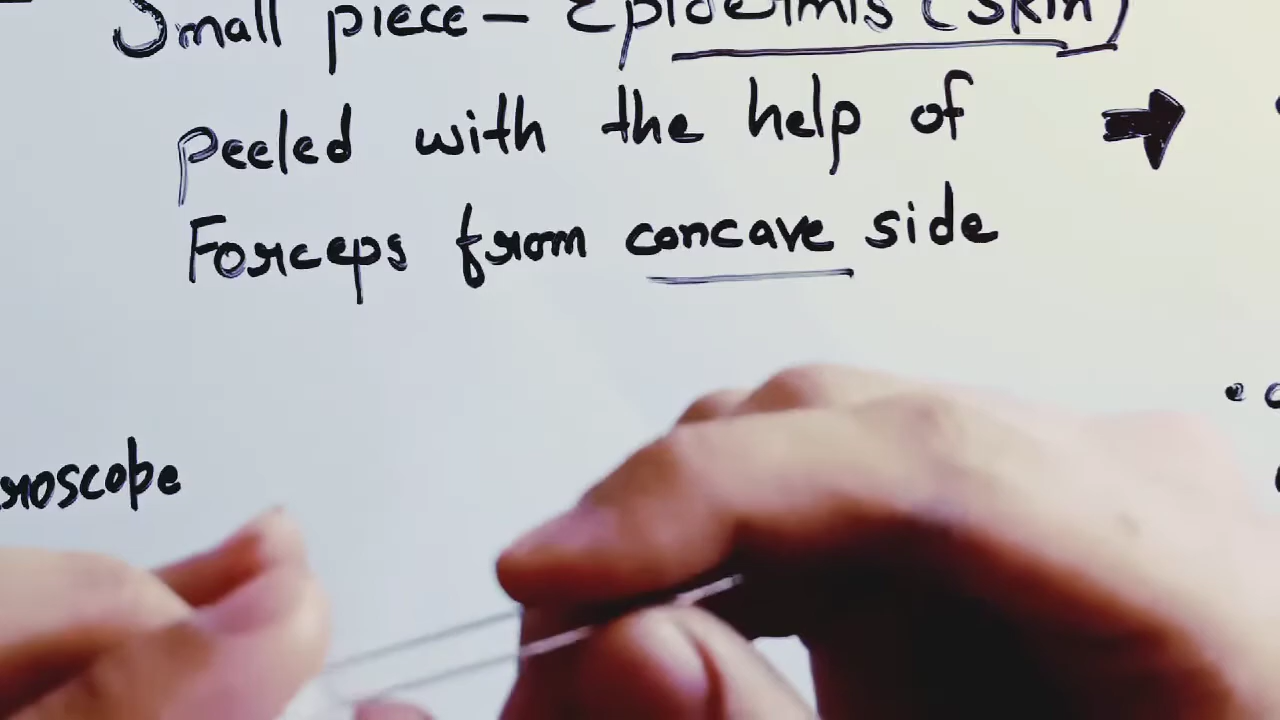 Small piece – Epidermis (skin)
peeled with the help of
Forceps from concave side
roscope